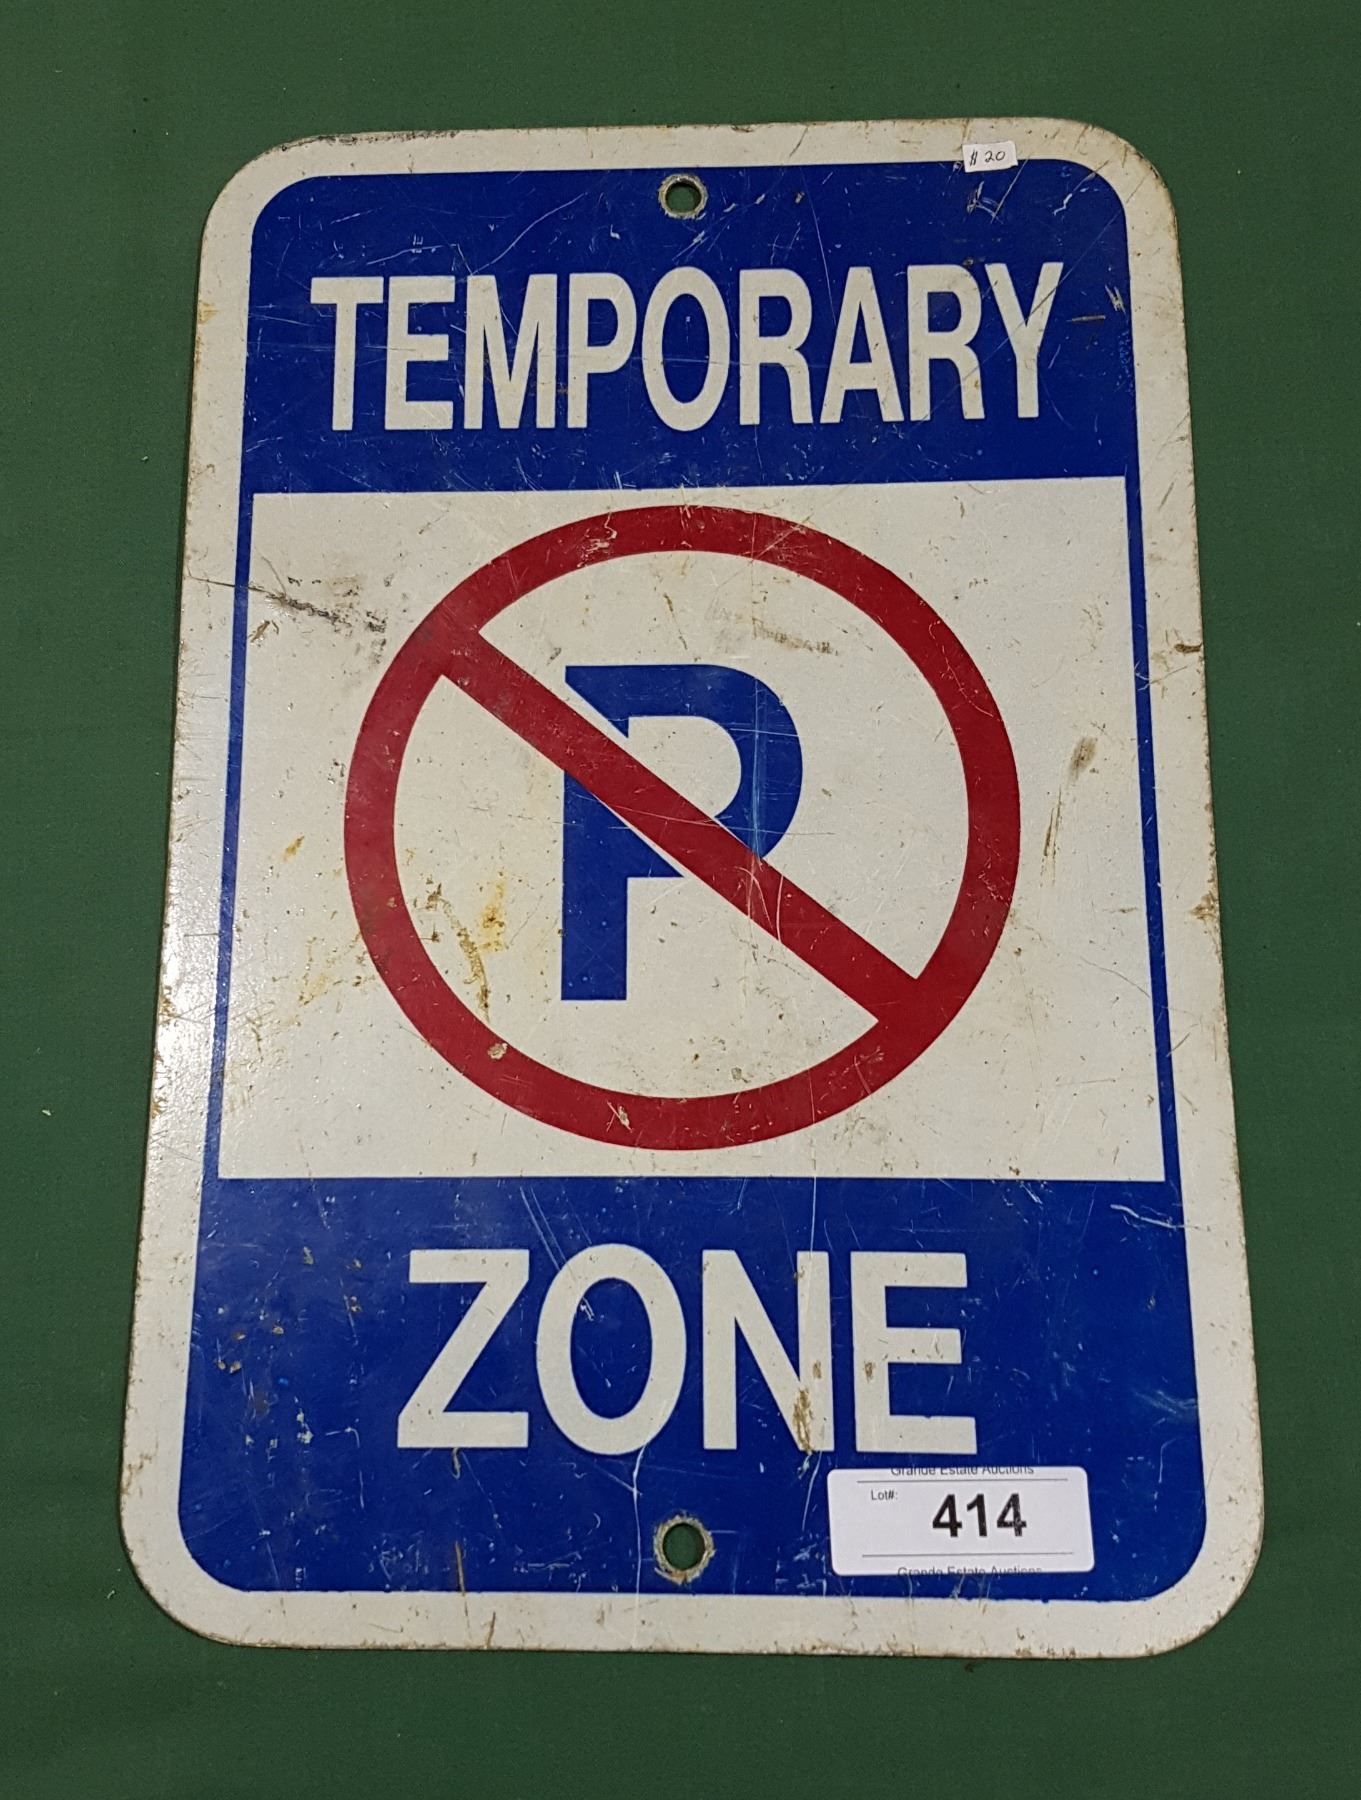 $20
TEMPORARY
P
ZONE
Grande Estate Auctions
Lot#:
414
Grande Estate Auctions